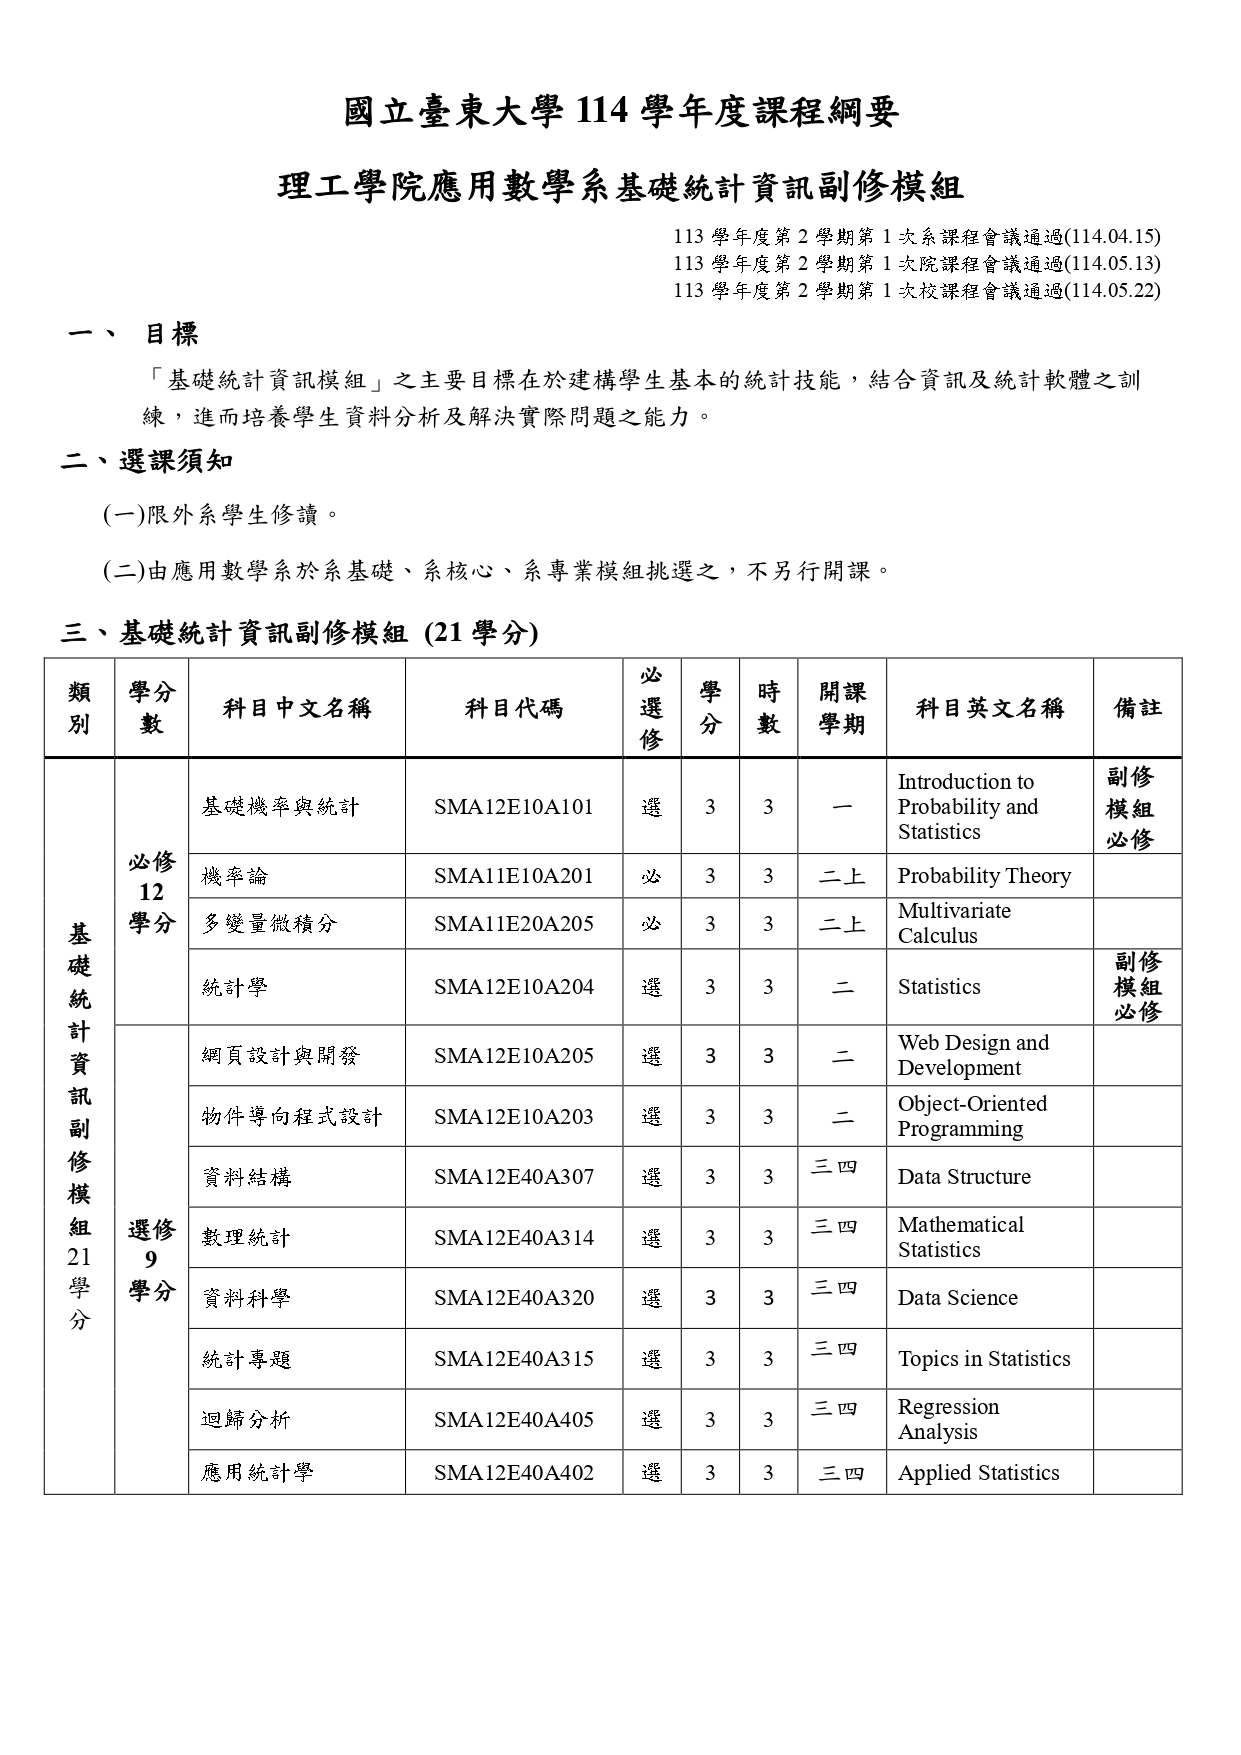 國立臺東大學 114 學年度課程綱要
理工學院應用數學系基礎統計資訊副修模組
113 學年度第 2 學期第 1 次系課程會議通過(114.04.15)
113 學年度第 2 學期第 1 次院課程會議通過(114.05.13)
113 學年度第 2 學期第 1 次校課程會議通過(114.05.22)
一、 目標
「基礎統計資訊模組」之主要目標在於建構學生基本的統計技能，結合資訊及統計軟體之訓
練，進而培養學生資料分析及解決實際問題之能力。
二、選課須知
(一)限外系學生修讀。
(二)由應用數學系於系基礎、系核心、系專業模組挑選之，不另行開課。
三、基礎統計資訊副修模組 (21 學分)
類別 學分數 科目中文名稱 科目代碼 必選修 學分 時數 開課學期 科目英文名稱 備註
基礎統計資訊副修模組 21 學分
必修 12 學分
基礎機率與統計 SMA12E10A101 選 3 3 一 Introduction to Probability and Statistics 副修模組必修
機率論 SMA11E10A201 必 3 3 二上 Probability Theory
多變量微積分 SMA11E20A205 必 3 3 二上 Multivariate Calculus
統計學 SMA12E10A204 選 3 3 二 Statistics 副修模組必修
選修 9 學分
網頁設計與開發 SMA12E10A205 選 3 3 二 Web Design and Development
物件導向程式設計 SMA12E10A203 選 3 3 二 Object-Oriented Programming
資料結構 SMA12E40A307 選 3 3 三四 Data Structure
數理統計 SMA12E40A314 選 3 3 三四 Mathematical Statistics
資料科學 SMA12E40A320 選 3 3 三四 Data Science
統計專題 SMA12E40A315 選 3 3 三四 Topics in Statistics
迴歸分析 SMA12E40A405 選 3 3 三四 Regression Analysis
應用統計學 SMA12E40A402 選 3 3 三四 Applied Statistics